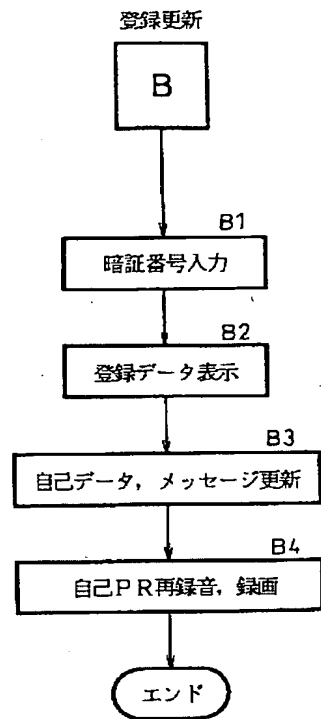 登録更新
B
B1
暗証番号入力
B2
登録データ表示
B3
自己データ，メッセージ更新
B4
自己ＰＲ再録音，録画
エンド